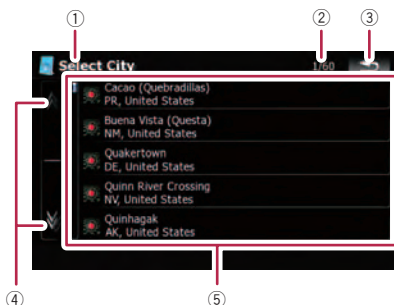 ① ② ③
Select City 1/60
Cacao (Quebradillas)
PR, United States
Buena Vista (Questa)
NM, United States
Quakertown
DE, United States
Quinn River Crossing
NV, United States
Quinhagak
AK, United States
④ ⑤